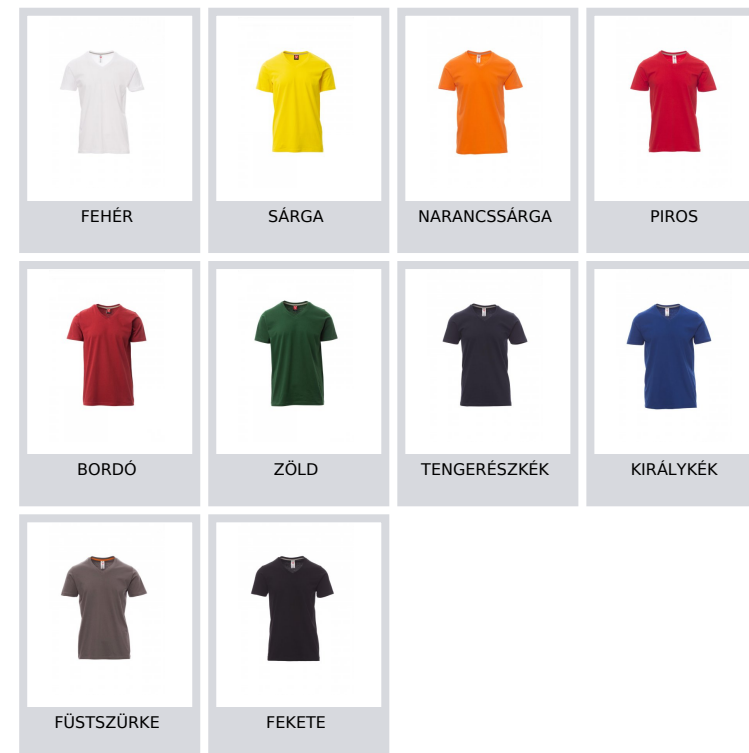 FEHÉR
SÁRGA
NARANCSSÁRGA
PIROS
BORDÓ
ZÖLD
TENGERÉSZKÉK
KIRÁLYKÉK
FÜSTSZÜRKE
FEKETE